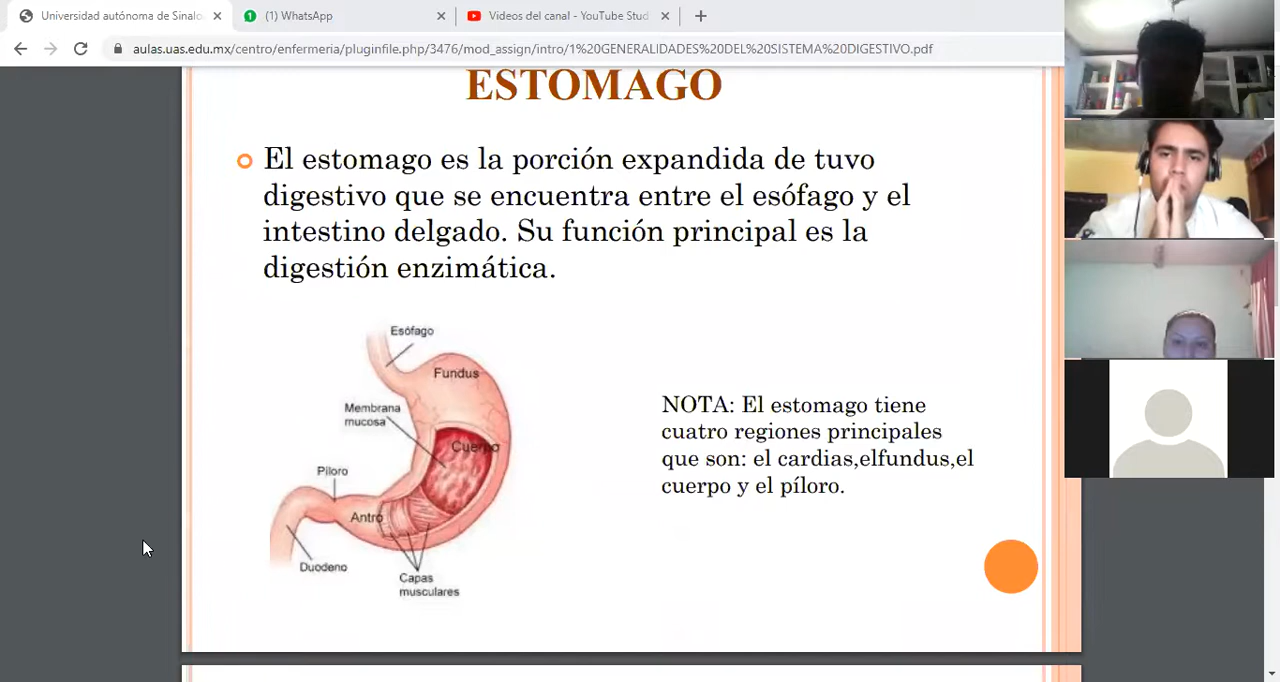 Universidad autónoma de Sinalo
(1) WhatsApp
Videos del canal - YouTube Stud
aulas.uas.edu.mx/centro/enfermeria/pluginfile.php/3476/mod_assign/intro/1%20GENERALIDADES%20DEL%20SISTEMA%20DIGESTIVO.pdf
ESTOMAGO
El estomago es la porción expandida de tuvo
digestivo que se encuentra entre el esófago y el
intestino delgado. Su función principal es la
digestión enzimática.
Esófago
Fundus
Membrana
mucosa
Cuerpo
Píloro
Antro
Duodeno
Capas
musculares
NOTA: El estomago tiene
cuatro regiones principales
que son: el cardias,elfundus,el
cuerpo y el píloro.